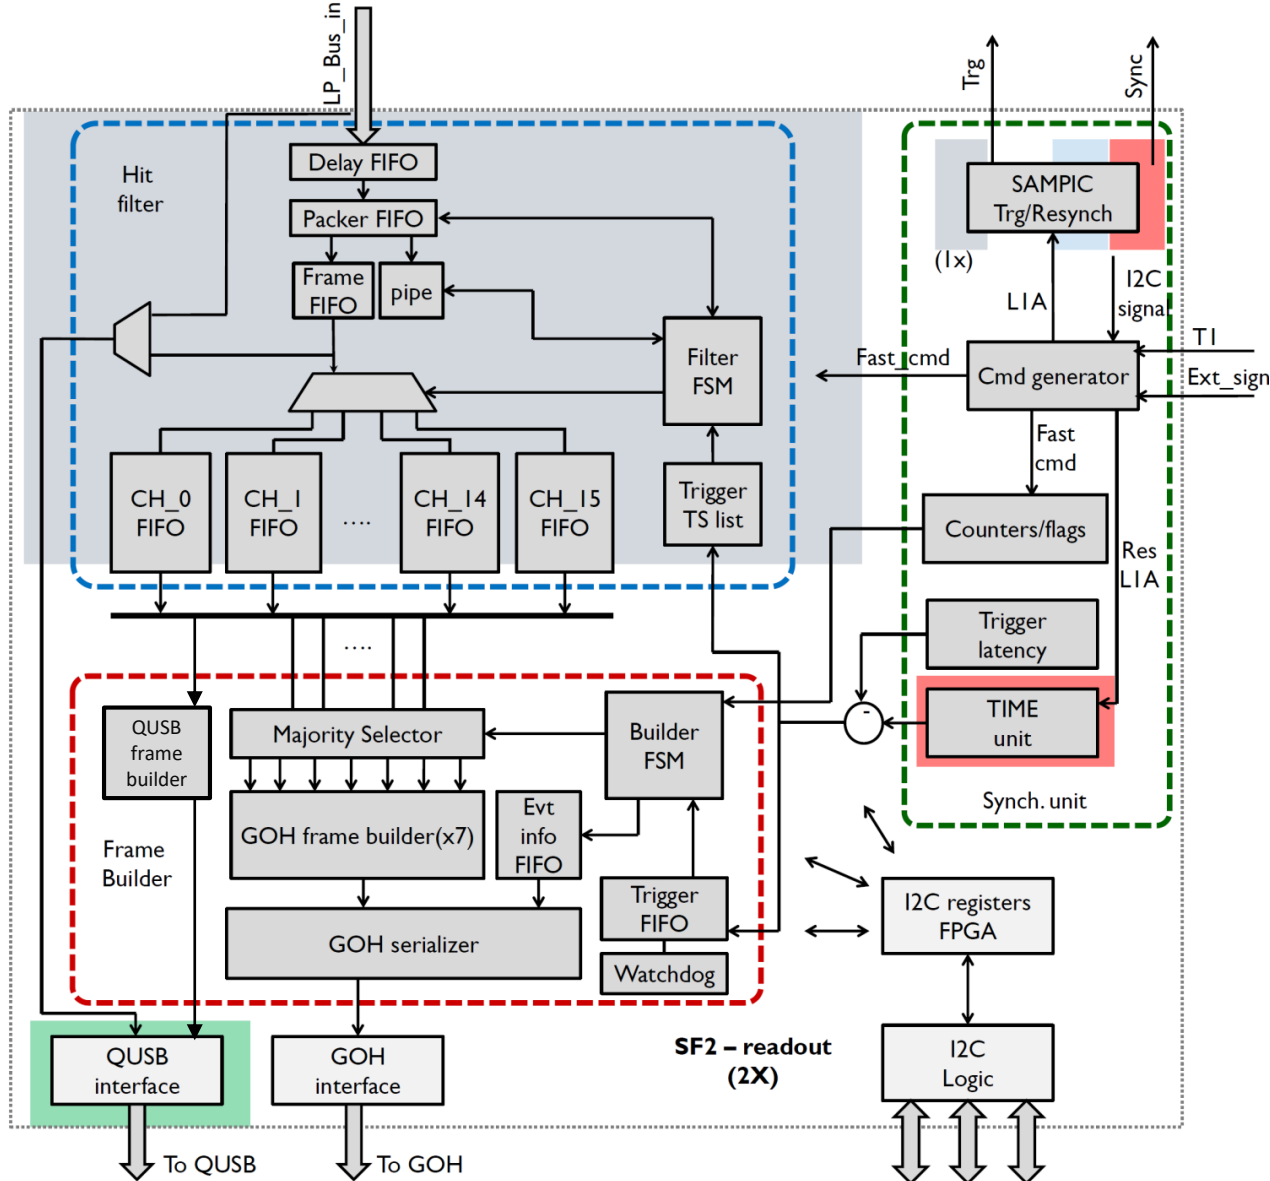 LP_Bus_in
Trg
Sync
Hit
filter
Delay FIFO
Packer FIFO
Frame
FIFO
pipe
Filter
FSM
CH_0
FIFO
CH_1
FIFO
....
CH_14
FIFO
CH_15
FIFO
Trigger
TS list
SAMPIC
Trg/Resynch
(1x)
L1A
I2C
signal
T1
Fast_cmd
Cmd generator
Ext_sign
Fast
cmd
Counters/flags
Res
L1A
Trigger
latency
-
TIME
unit
Synch. unit
....
QUSB
frame
builder
Majority Selector
Builder
FSM
GOH frame builder(x7)
Evt
info
FIFO
Frame
Builder
Trigger
FIFO
GOH serializer
Watchdog
I2C registers
FPGA
QUSB
interface
GOH
interface
SF2 – readout
(2X)
I2C
Logic
To QUSB
To GOH